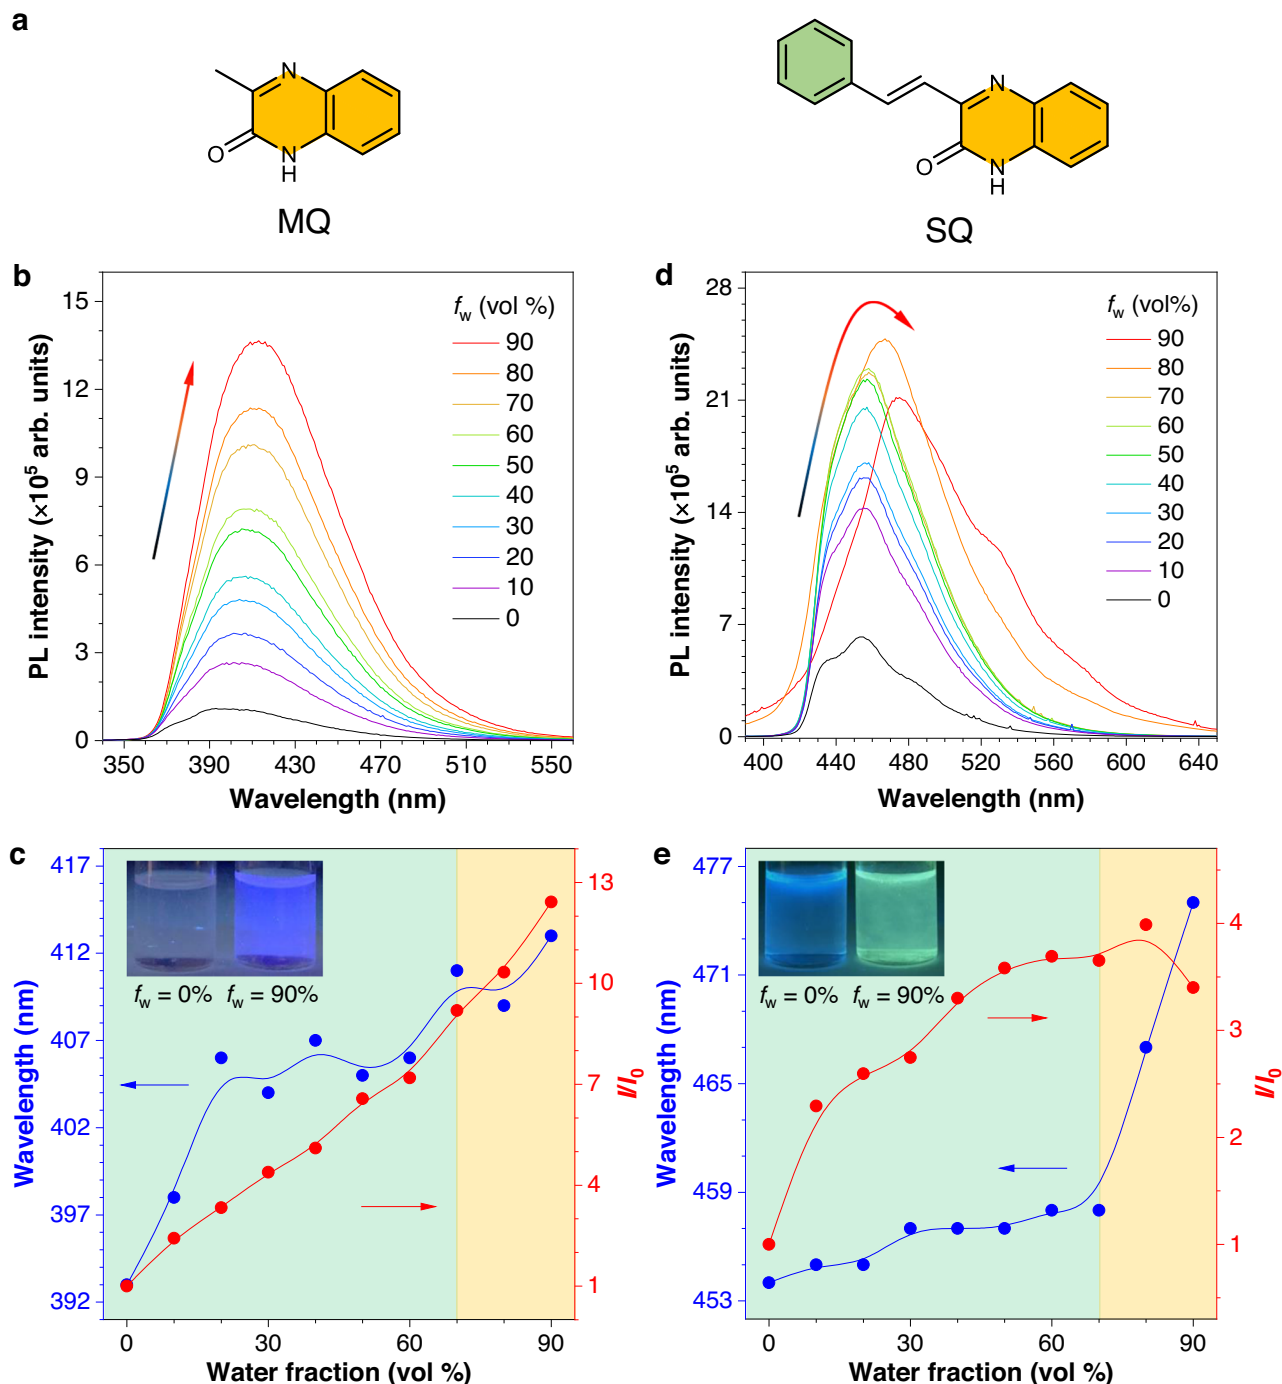 a
N
O
N
H
MQ
N
O
N
H
SQ
b
15
12
9
6
3
0
PL intensity (×10⁵ arb. units)
350
390
430
470
510
550
Wavelength (nm)
fw (vol %)
90
80
70
60
50
40
30
20
10
0
d
28
21
14
7
0
PL intensity (×10⁵ arb. units)
400
440
480
520
560
600
640
Wavelength (nm)
fw (vol%)
90
80
70
60
50
40
30
20
10
0
c
417
412
407
402
397
392
Wavelength (nm)
fw = 0%
fw = 90%
13
10
7
4
1
I/I0
0
30
60
90
Water fraction (vol %)
e
477
471
465
459
453
Wavelength (nm)
fw = 0%
fw = 90%
4
3
2
1
I/I0
0
30
60
90
Water fraction (vol %)